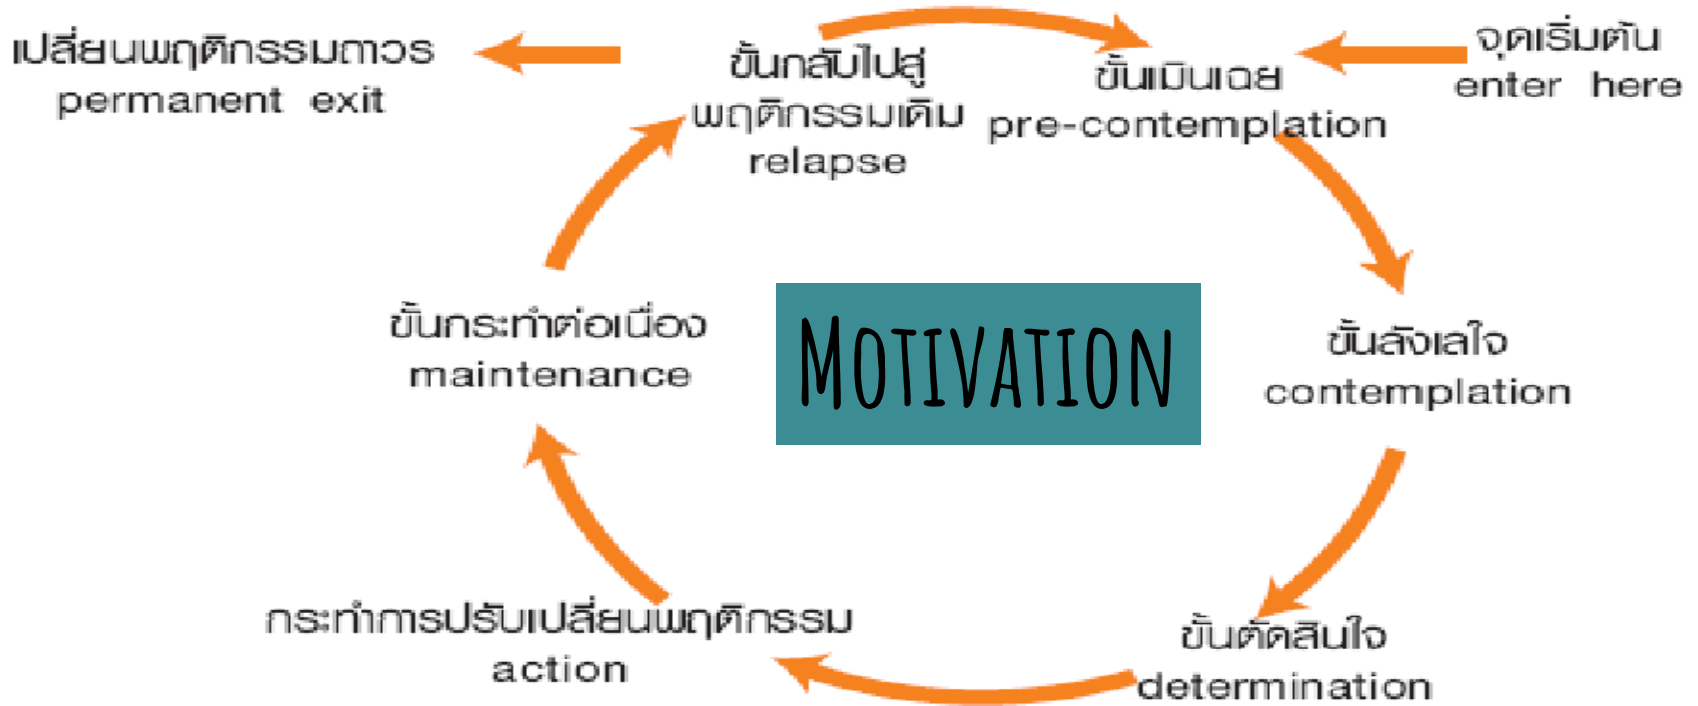 จุดเริ่มต้น
enter here
ขั้นเมินเฉย
pre-contemplation
ขั้นลังเลใจ
contemplation
ขั้นตัดสินใจ
determination
กระทำการปรับเปลี่ยนพฤติกรรม
action
ขั้นกระทำต่อเนื่อง
maintenance
ขั้นกลับไปสู่
พฤติกรรมเดิม
relapse
เปลี่ยนพฤติกรรมถาวร
permanent exit
MOTIVATION